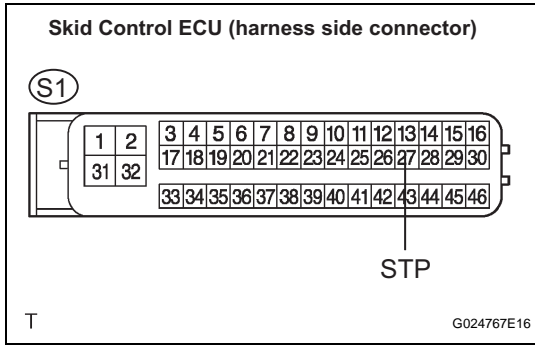 Skid Control ECU (harness side connector)
S1
1 2 3 4 5 6 7 8 9 10 11 12 13 14 15 16
17 18 19 20 21 22 23 24 25 26 27 28 29 30
31 32
33 34 35 36 37 38 39 40 41 42 43 44 45 46
STP
T G024767E16